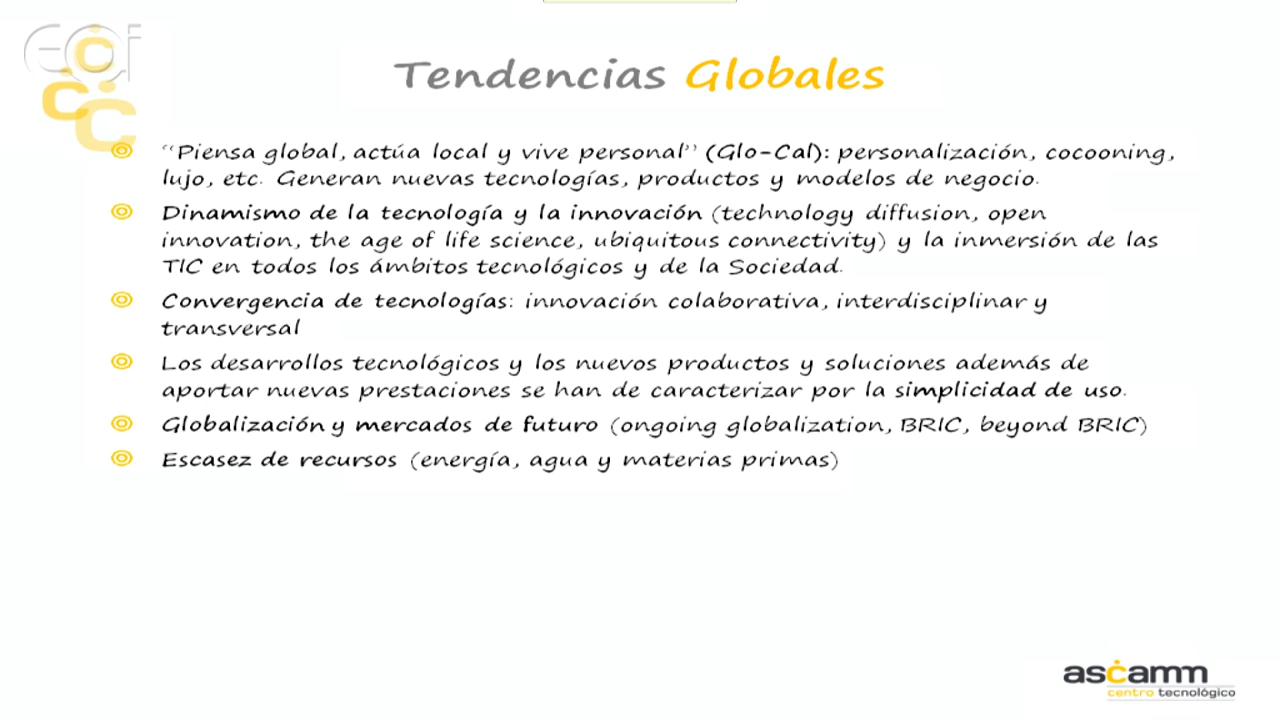 Tendencias Globales
“Piensa global, actúa local y vive personal” (Glo-Cal): personalización, cocooning,
lujo, etc. Generan nuevas tecnologías, productos y modelos de negocio.
Dinamismo de la tecnología y la innovación (technology diffusion, open
innovation, the age of life science, ubiquitous connectivity) y la inmersión de las
TIC en todos los ámbitos tecnológicos y de la Sociedad.
Convergencia de tecnologías: innovación colaborativa, interdisciplinar y
transversal
Los desarrollos tecnológicos y los nuevos productos y soluciones además de
aportar nuevas prestaciones se han de caracterizar por la simplicidad de uso.
Globalización y mercados de futuro (ongoing globalization, BRIC, beyond BRIC)
Escasez de recursos (energía, agua y materias primas)
ascamm
centro tecnológico